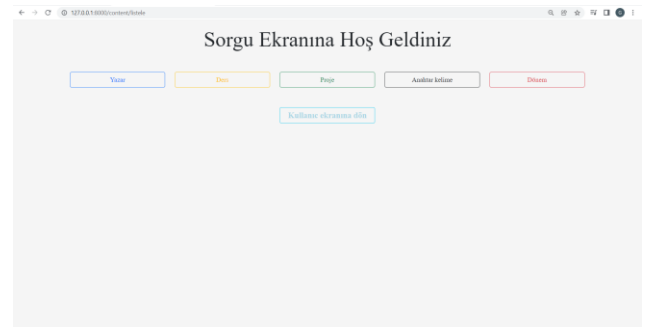 127.0.0.1:8000/content/listele
Sorgu Ekranına Hoş Geldiniz
Yazar Ders Proje Anahtar kelime Dönem
Kullanıcı ekranına dön